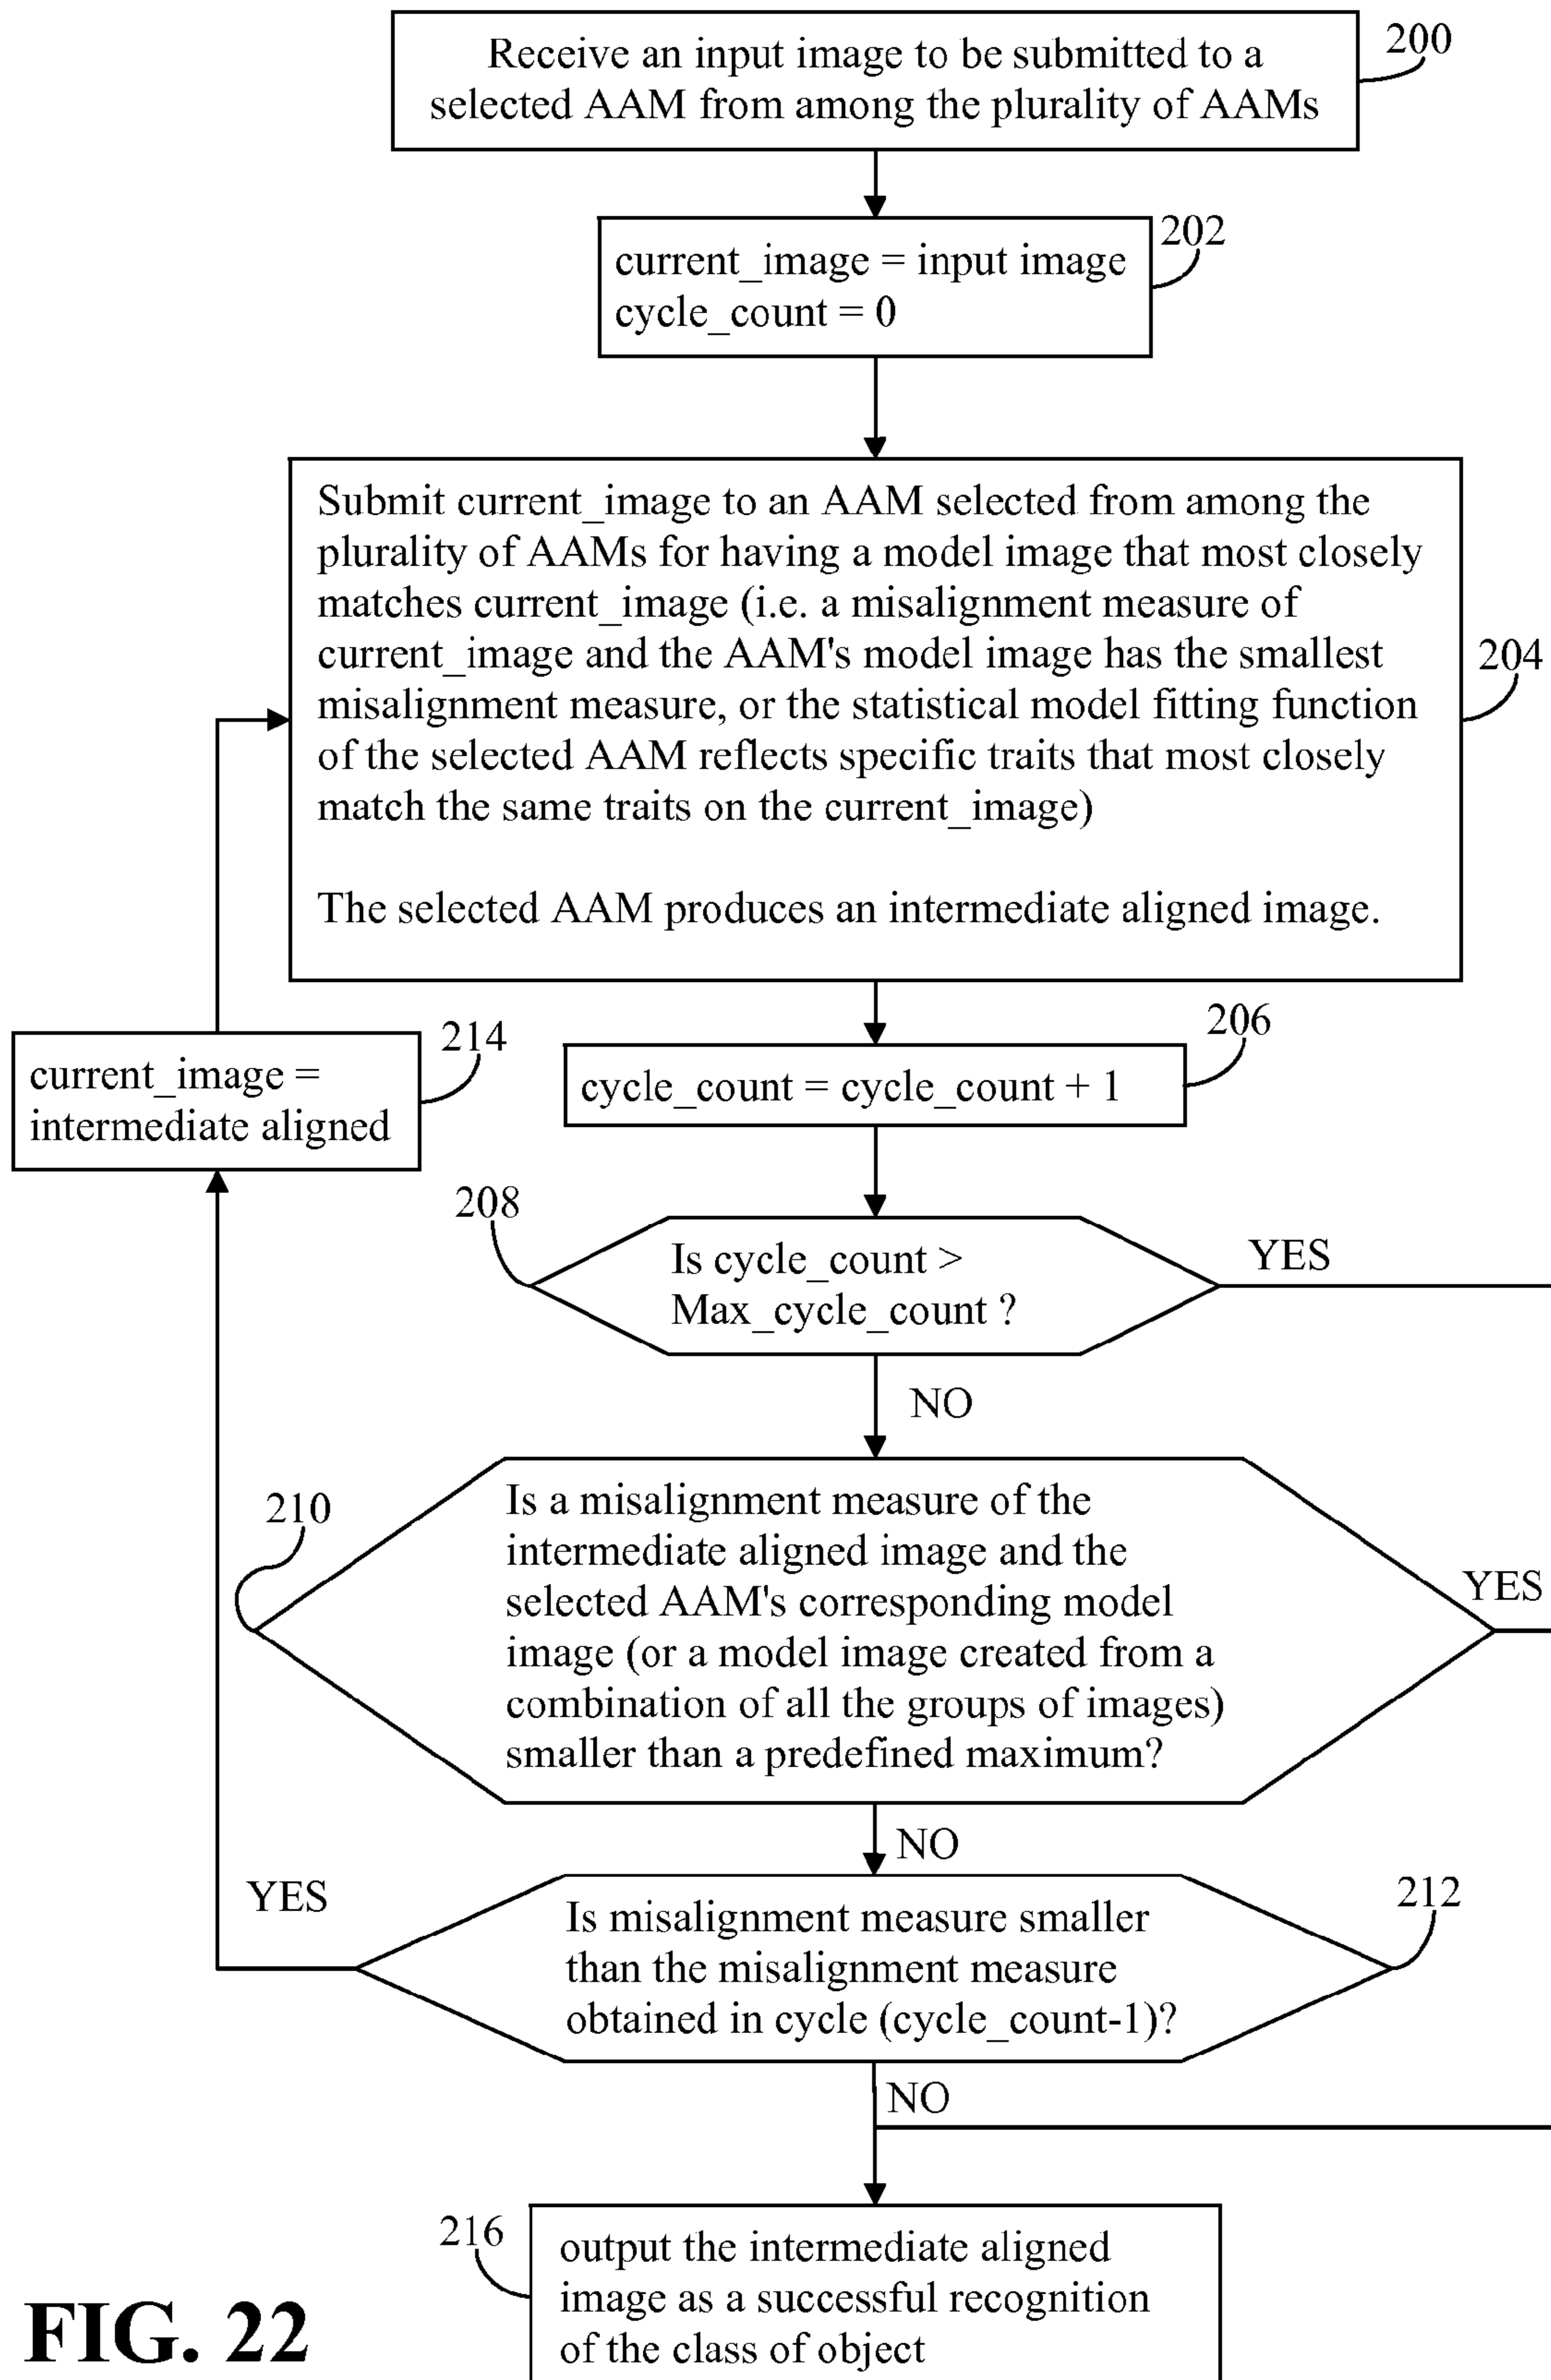 Receive an input image to be submitted to a
selected AAM from among the plurality of AAMs
200
current_image = input image
cycle_count = 0
202
Submit current_image to an AAM selected from among the
plurality of AAMs for having a model image that most closely
matches current_image (i.e. a misalignment measure of
current_image and the AAM's model image has the smallest
misalignment measure, or the statistical model fitting function
of the selected AAM reflects specific traits that most closely
match the same traits on the current_image)
The selected AAM produces an intermediate aligned image.
204
206
cycle_count = cycle_count + 1
214
current_image =
intermediate aligned
208
Is cycle_count >
Max_cycle_count ?
YES
NO
210
Is a misalignment measure of the
intermediate aligned image and the
selected AAM's corresponding model
image (or a model image created from a
combination of all the groups of images)
smaller than a predefined maximum?
YES
NO
YES
212
Is misalignment measure smaller
than the misalignment measure
obtained in cycle (cycle_count-1)?
NO
216
output the intermediate aligned
image as a successful recognition
of the class of object
FIG. 22